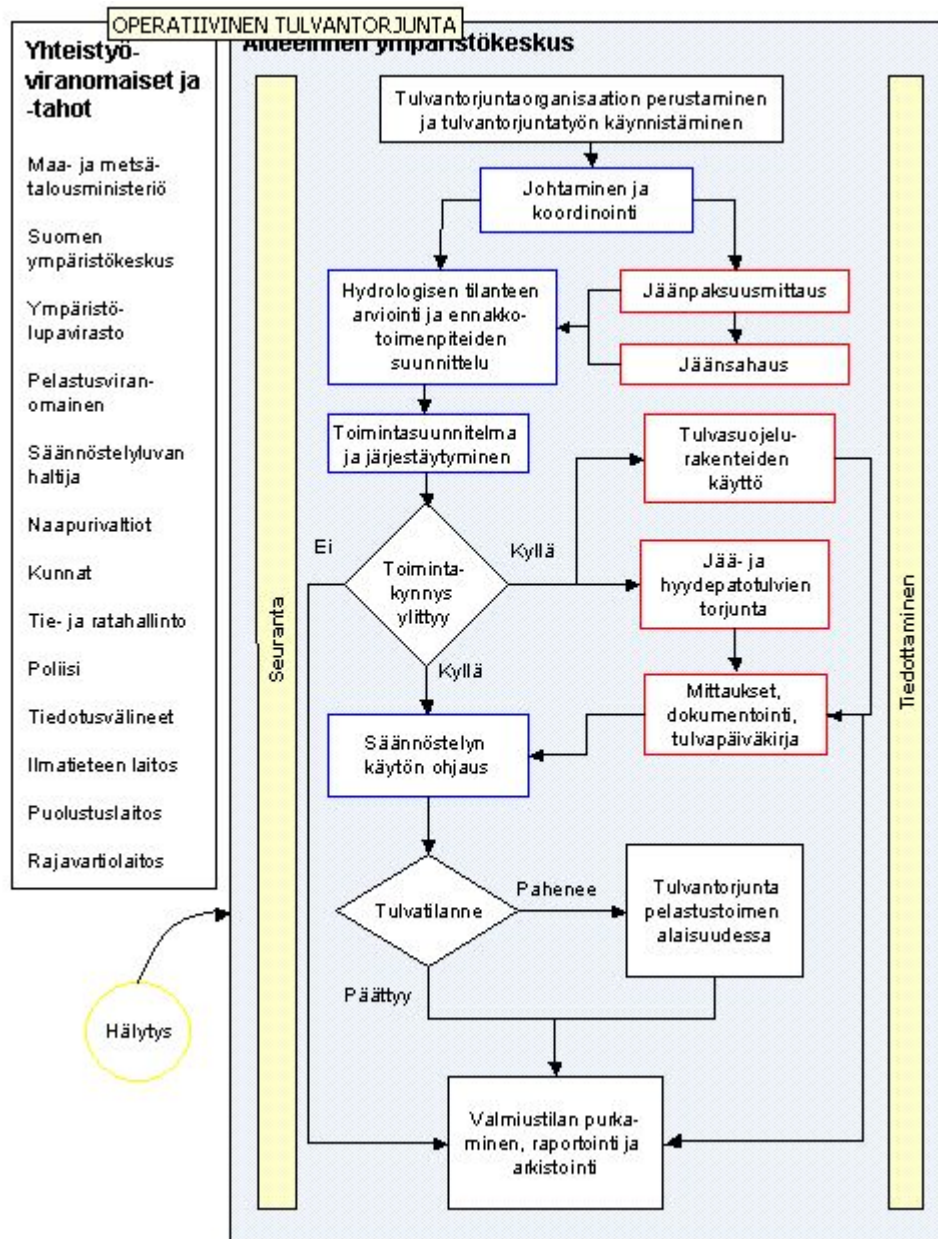 OPERATIIVINEN TULVANTORJUNTA
Yhteistyö-
viranomaiset ja
-tahot
Maa- ja metsä-
talousministeriö
Suomen
ympäristökeskus
Ympäristö-
lupavirasto
Pelastusviran-
omainen
Säännöstelyluvan
haltija
Naapurivaltiot
Kunnat
Tie- ja ratahallinto
Poliisi
Tiedotusvälineet
Ilmatieteen laitos
Puolustuslaitos
Rajavartiolaitos
Hälytys
Alueellinen ympäristökeskus
Seuranta
Tulvantorjuntaorganisaation perustaminen
ja tulvantorjuntatyön käynnistäminen
Johtaminen ja
koordinointi
Hydrologisen tilanteen
arviointi ja ennakko-
toimenpiteiden
suunnittelu
Jäänpaksuusmittaus
Jäänsahaus
Toimintasuunnitelma
ja järjestäytyminen
Tulvasuojelu-
rakenteiden
käyttö
Ei
Toiminta-
kynnys
ylittyy
Kyllä
Jää- ja
hyydepatotulvien
torjunta
Kyllä
Mittaukset,
dokumentointi,
tulvapäiväkirja
Säännöstelyn
käytön ohjaus
Tulvatilanne
Pahenee
Tulvantorjunta
pelastustoimen
alaisuudessa
Päättyy
Valmiustilan purka-
minen, raportointi ja
arkistointi
Tiedottaminen